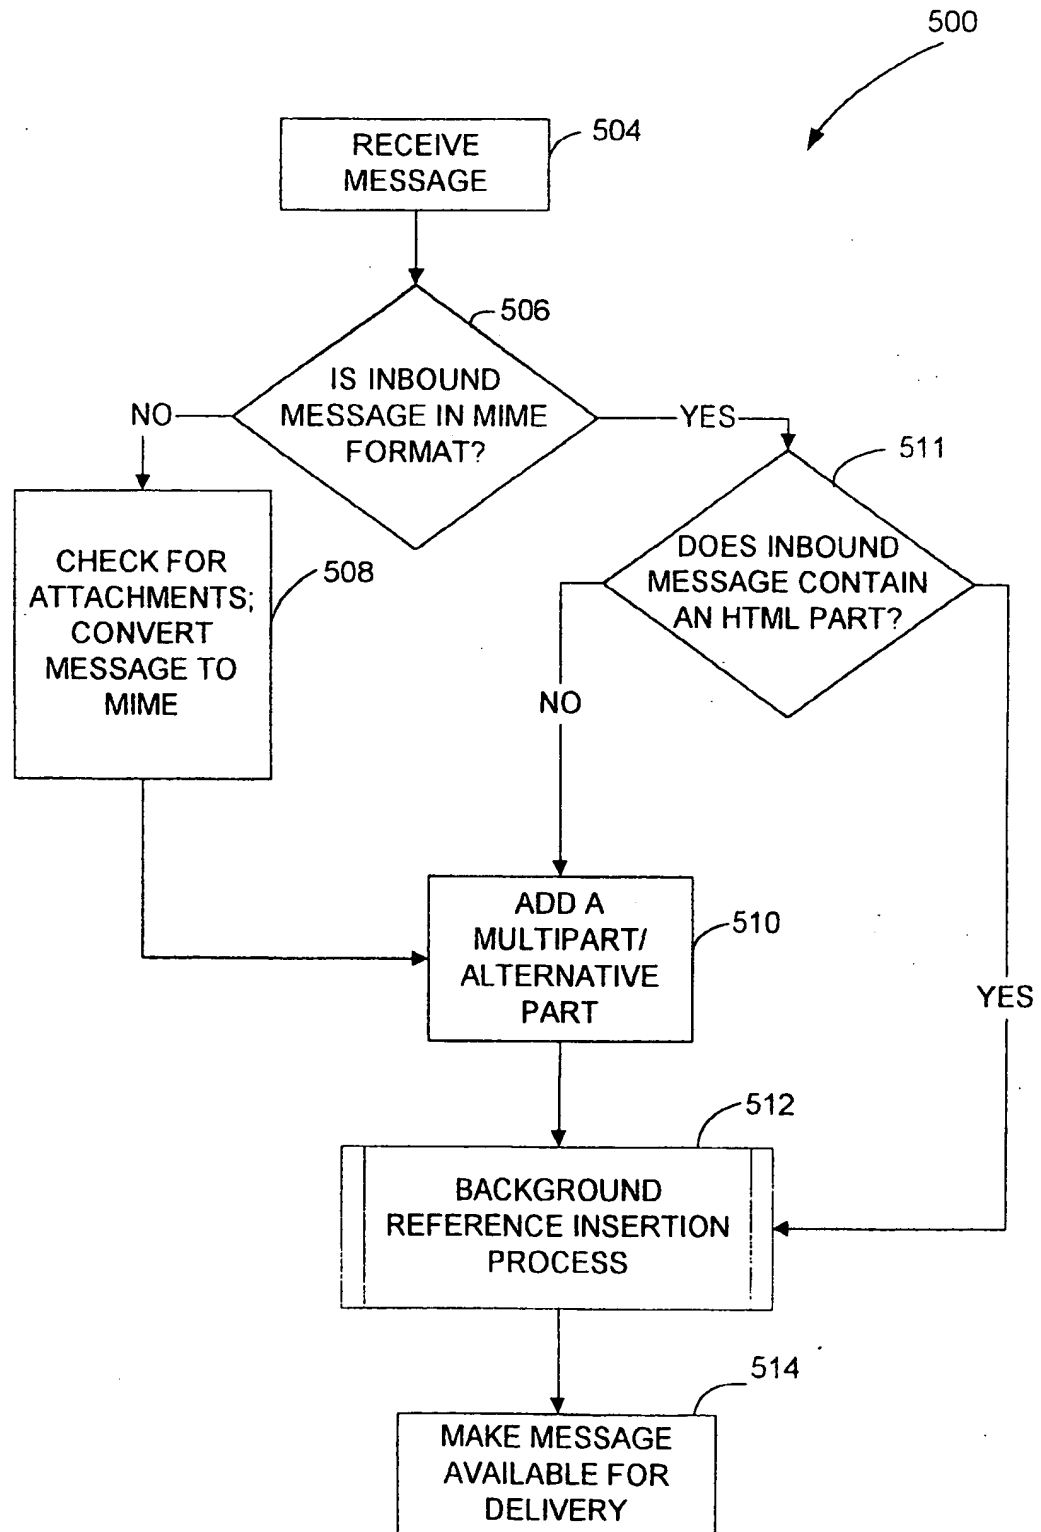 500
RECEIVE
MESSAGE
504
506
IS INBOUND
MESSAGE IN MIME
FORMAT?
NO
YES
511
CHECK FOR
ATTACHMENTS;
CONVERT
MESSAGE TO
MIME
508
DOES INBOUND
MESSAGE CONTAIN
AN HTML PART?
NO
ADD A
MULTIPART/
ALTERNATIVE
PART
510
YES
512
BACKGROUND
REFERENCE INSERTION
PROCESS
514
MAKE MESSAGE
AVAILABLE FOR
DELIVERY